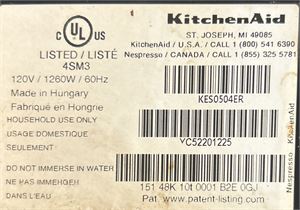 KitchenAid
ST. JOSEPH, MI 49085
KitchenAid / U.S.A. / CALL 1 (800) 541 6390
Nespresso / CANADA / CALL 1 (855) 325 5781
C UL US
LISTED / LISTÉ
4SM3
120V / 1260W / 60Hz
Made in Hungary
Fabriqué en Hongrie
HOUSEHOLD USE ONLY
USAGE DOMESTIQUE
SEULEMENT
DO NOT IMMERSE IN WATER
NE PAS IMMERGER
DANS L'EAU
KES0504ER
YC52201225
151 48K 10t 0001 B2E 0GJ
Pat. www.patent-listing.com
Nespresso - KitchenAid